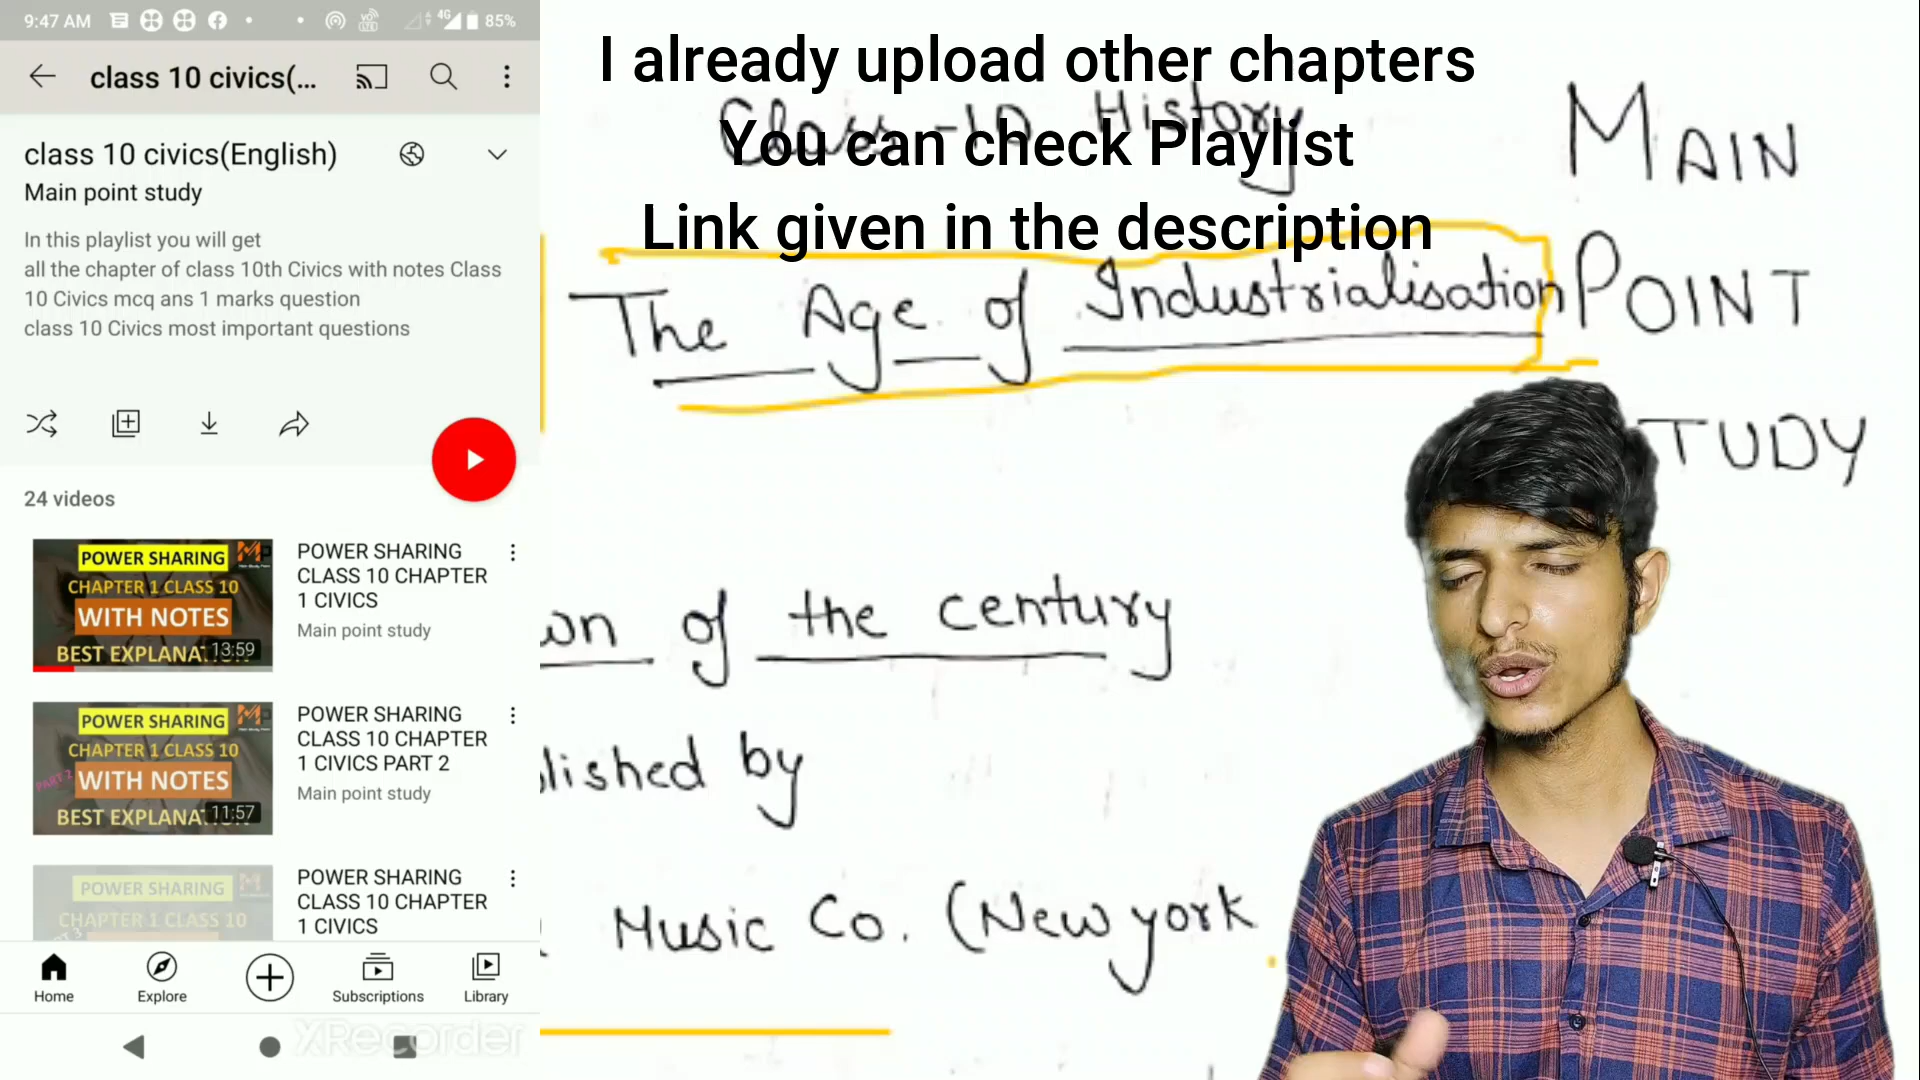 9:47 AM
4G
85%
class 10 civics(...
class 10 civics(English)
Main point study
In this playlist you will get
all the chapter of class 10th Civics with notes Class
10 Civics mcq ans 1 marks question
class 10 Civics most important questions
24 videos
POWER SHARING
CHAPTER 1 CLASS 10
WITH NOTES
BEST EXPLANAT
13:59
POWER SHARING
CLASS 10 CHAPTER
1 CIVICS
Main point study
POWER SHARING
CHAPTER 1 CLASS 10
PART 2
WITH NOTES
BEST EXPLANAT
11:57
POWER SHARING
CLASS 10 CHAPTER
1 CIVICS PART 2
Main point study
POWER SHARING
CHAPTER 1 CLASS 10
POWER SHARING
CLASS 10 CHAPTER
1 CIVICS
Home
Explore
Subscriptions
Library
XRecorder
I already upload other chapters
You can check Playlist
Link given in the description
Class -10 History
The Age of Industrialisation
MAIN
POINT
TUDY
wn of the century
lished by
Music Co. (New york